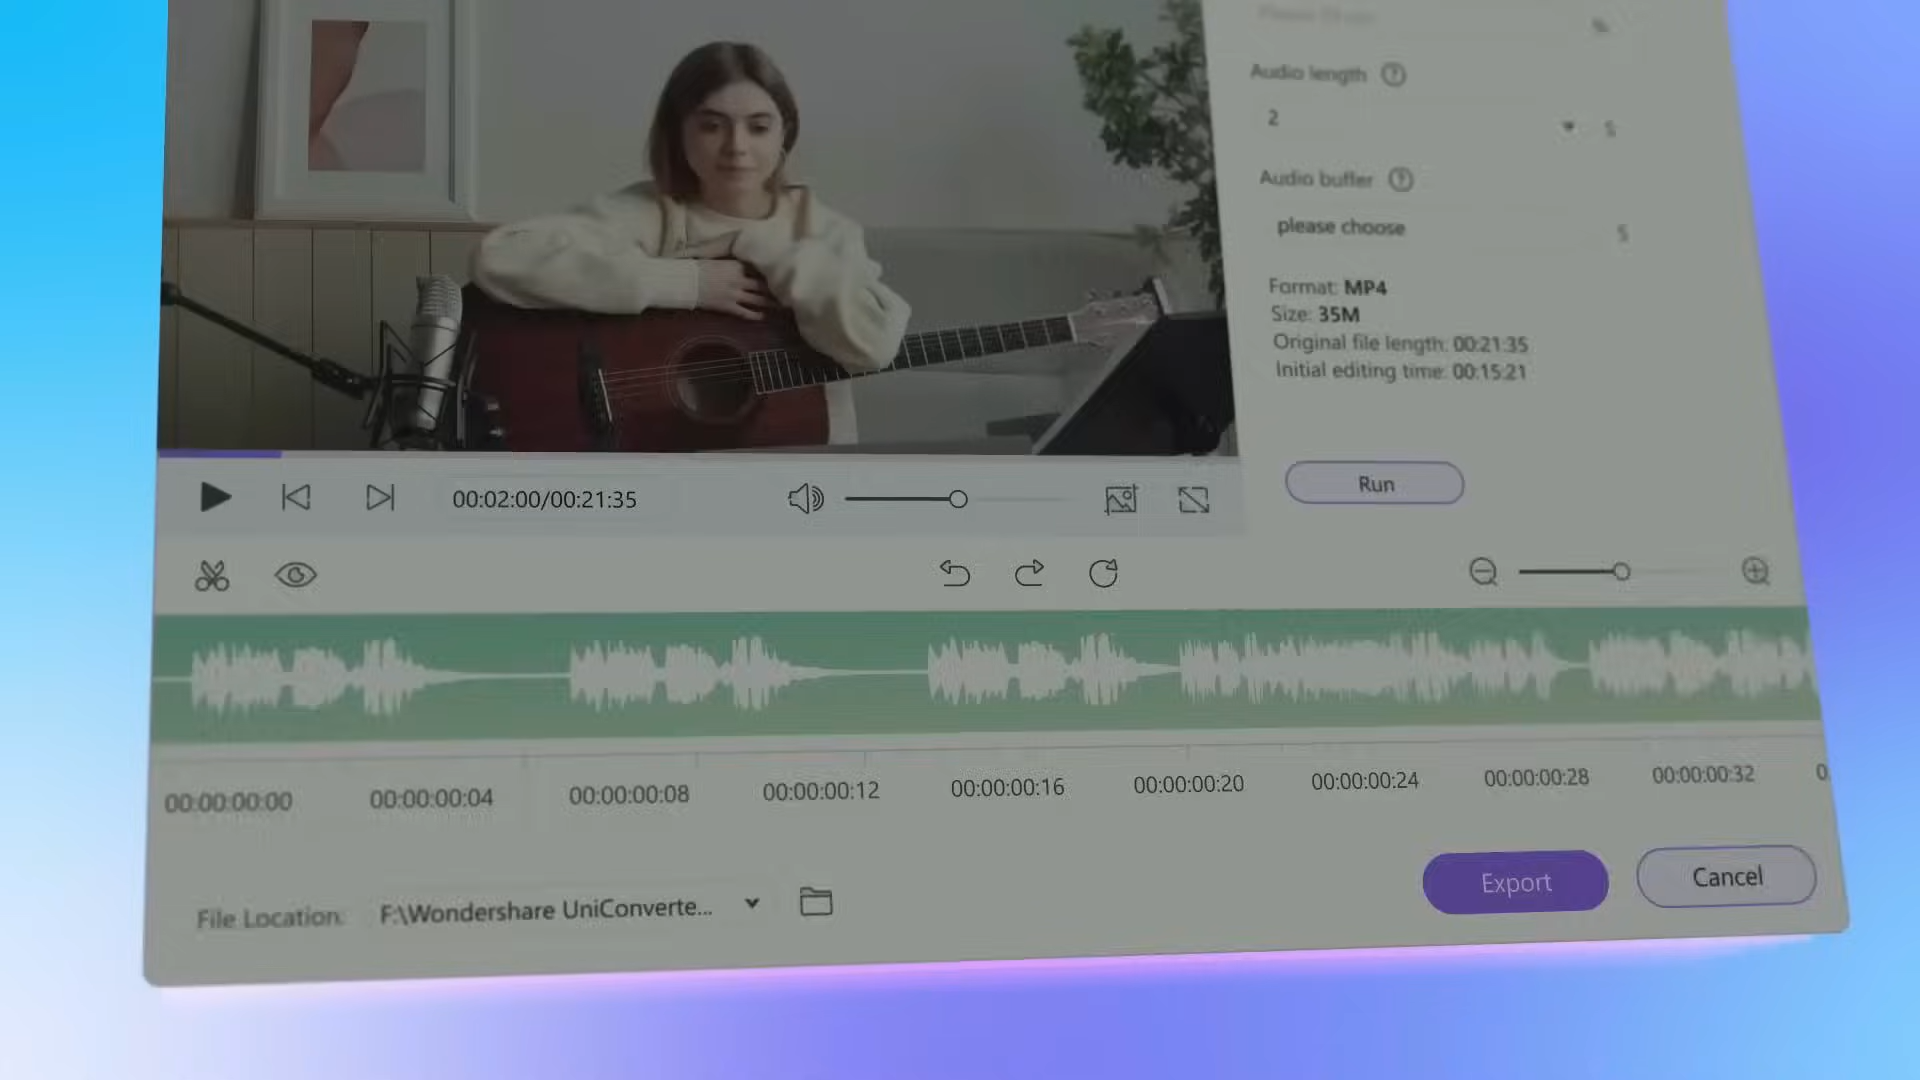 Audio length ?
2
S
Audio buffer ?
please choose
S
Format: MP4
Size: 35M
Original file length: 00:21:35
Initial editing time: 00:15:21
00:02:00/00:21:35
Run
00:00:00:00
00:00:00:04
00:00:00:08
00:00:00:12
00:00:00:16
00:00:00:20
00:00:00:24
00:00:00:28
00:00:00:32
0
File Location:
F:\Wondershare UniConverte...
Export
Cancel